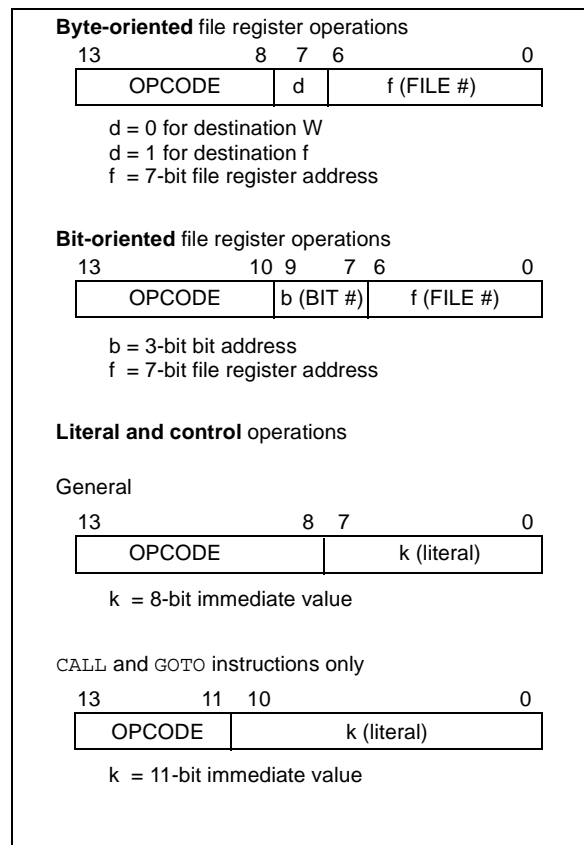 Byte-oriented file register operations
13 8 7 6 0
OPCODE d f (FILE #)
d = 0 for destination W
d = 1 for destination f
f = 7-bit file register address
Bit-oriented file register operations
13 10 9 7 6 0
OPCODE b (BIT #) f (FILE #)
b = 3-bit bit address
f = 7-bit file register address
Literal and control operations
General
13 8 7 0
OPCODE k (literal)
k = 8-bit immediate value
CALL and GOTO instructions only
13 11 10 0
OPCODE k (literal)
k = 11-bit immediate value